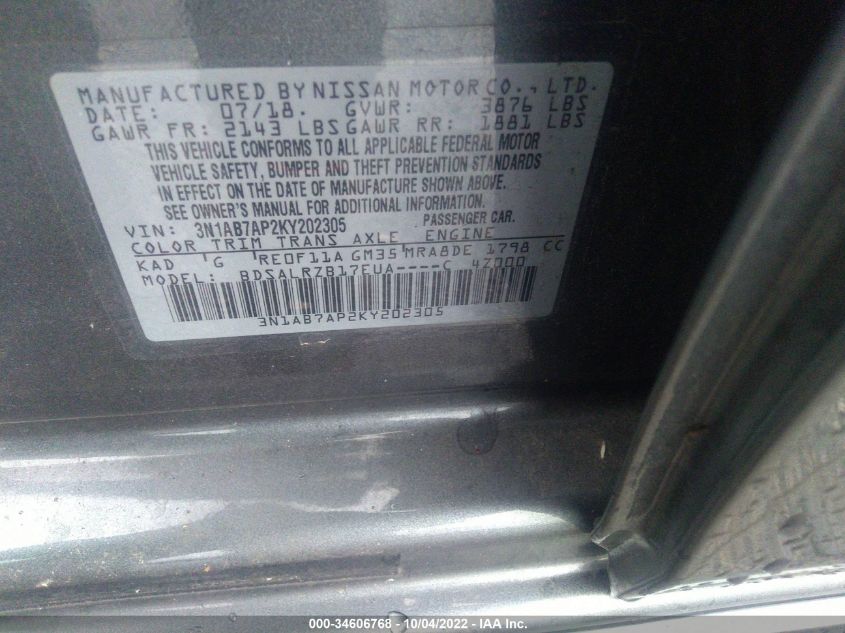 MANUFACTURED BY NISSAN MOTOR CO., LTD.
DATE: 07/18. GVWR: 3876 LBS
GAWR FR: 2143 LBS GAWR RR: 1881 LBS
THIS VEHICLE CONFORMS TO ALL APPLICABLE FEDERAL MOTOR
VEHICLE SAFETY, BUMPER AND THEFT PREVENTION STANDARDS
IN EFFECT ON THE DATE OF MANUFACTURE SHOWN ABOVE.
SEE OWNER'S MANUAL FOR ADDITIONAL INFORMATION.
VIN: 3N1AB7AP2KY202305 PASSENGER CAR.
COLOR TRIM TRANS AXLE ENGINE
KAD G RE0F11A GM35 MRA8DE 1798 CC
MODEL: BDSALRZB17EUA----C 4Z000
3N1AB7AP2KY202305
000-34606768 - 10/04/2022 - IAA Inc.